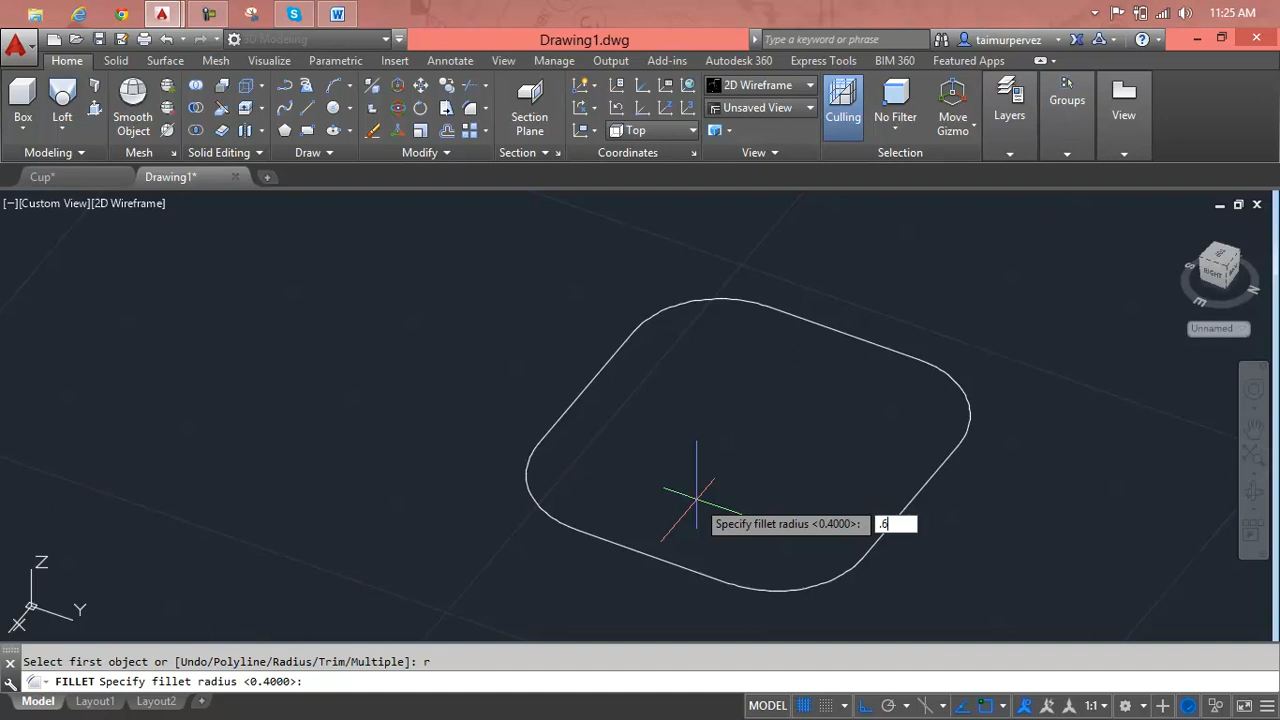 11:25 AM
3D Modeling
Drawing1.dwg
Type a keyword or phrase
taimurpervez
Home Solid Surface Mesh Visualize Parametric Insert Annotate View Manage Output Add-ins Autodesk 360 Express Tools BIM 360 Featured Apps
Box
Loft
Smooth Object
Section Plane
2D Wireframe
Unsaved View
Top
Culling
No Filter
Move Gizmo
Layers
Groups
View
Modeling
Mesh
Solid Editing
Draw
Modify
Section
Coordinates
View
Selection
Cup*
Drawing1*
[−][Custom View][2D Wireframe]
S
RIGHT
E
N
Unnamed
Specify fillet radius <0.4000>: .6
Z
Y
X
Select first object or [Undo/Polyline/Radius/Trim/Multiple]: r
FILLET Specify fillet radius <0.4000>:
Model Layout1 Layout2
MODEL
1:1